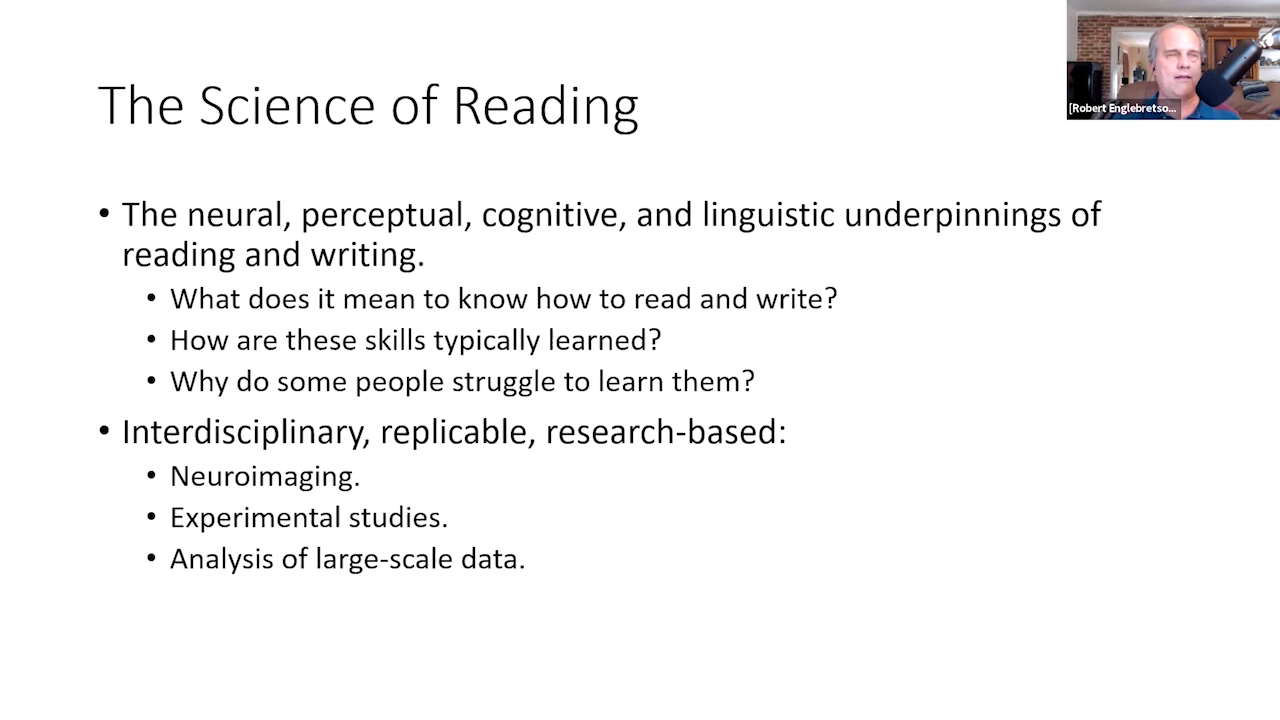 The Science of Reading
[Robert Englebretso...
• The neural, perceptual, cognitive, and linguistic underpinnings of
reading and writing.
• What does it mean to know how to read and write?
• How are these skills typically learned?
• Why do some people struggle to learn them?
• Interdisciplinary, replicable, research-based:
• Neuroimaging.
• Experimental studies.
• Analysis of large-scale data.